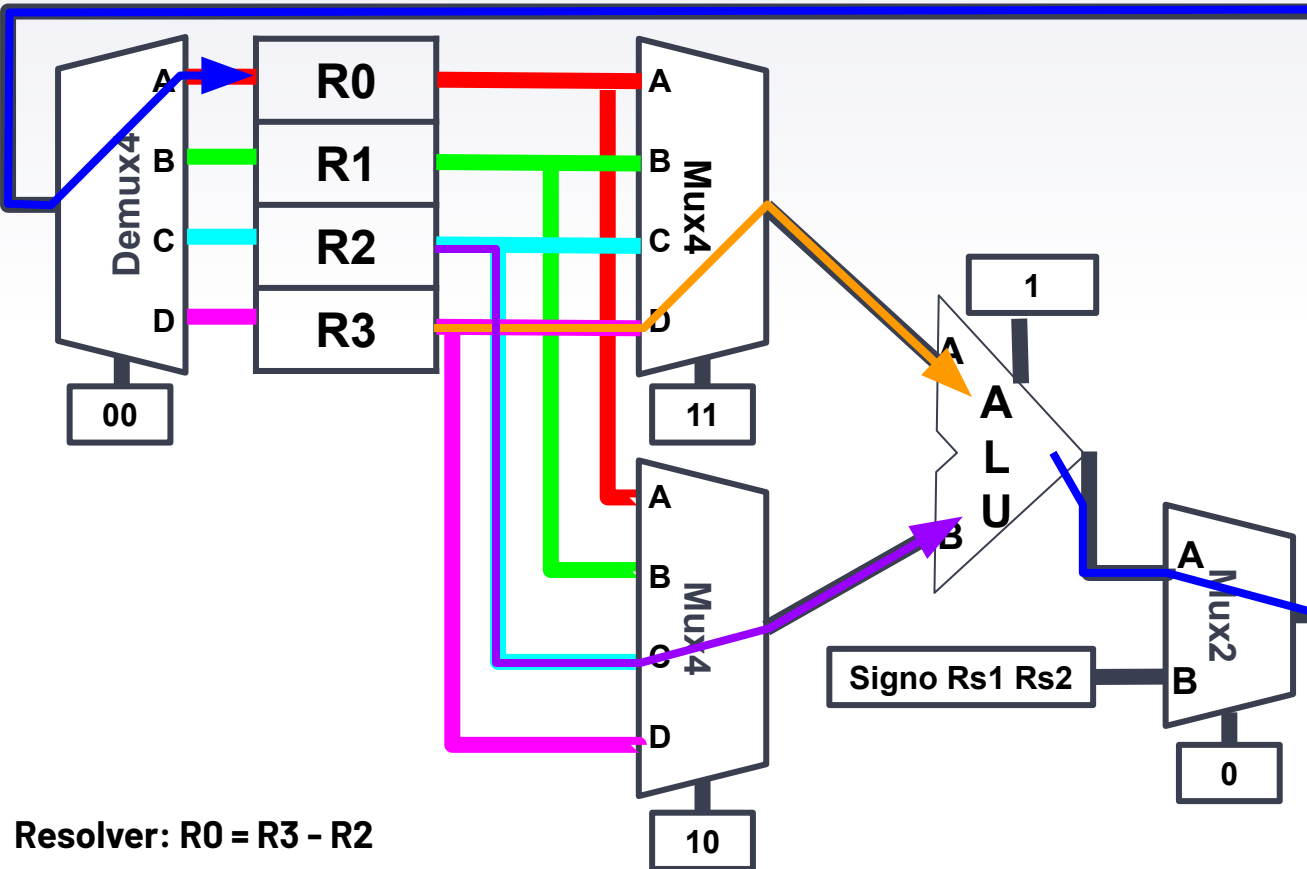 A
B
C
D
Demux4
00
R0
R1
R2
R3
A
B
C
D
Mux4
11
A
B
C
D
Mux4
10
1
A
B
A
L
U
Signo Rs1 Rs2
A
B
Mux2
0
Resolver: R0 = R3 - R2